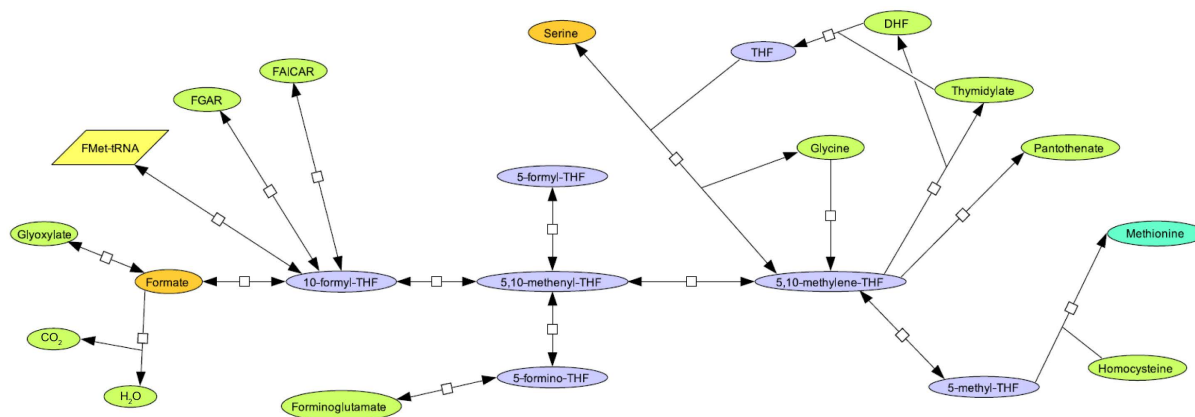 Serine
DHF
THF
FAICAR
Thymidylate
FGAR
FMet-tRNA
Glycine
Pantothenate
5-formyl-THF
Glyoxylate
Methionine
Formate
10-formyl-THF
5,10-methenyl-THF
5,10-methylene-THF
CO2
Homocysteine
5-formino-THF
5-methyl-THF
H2O
Forminoglutamate